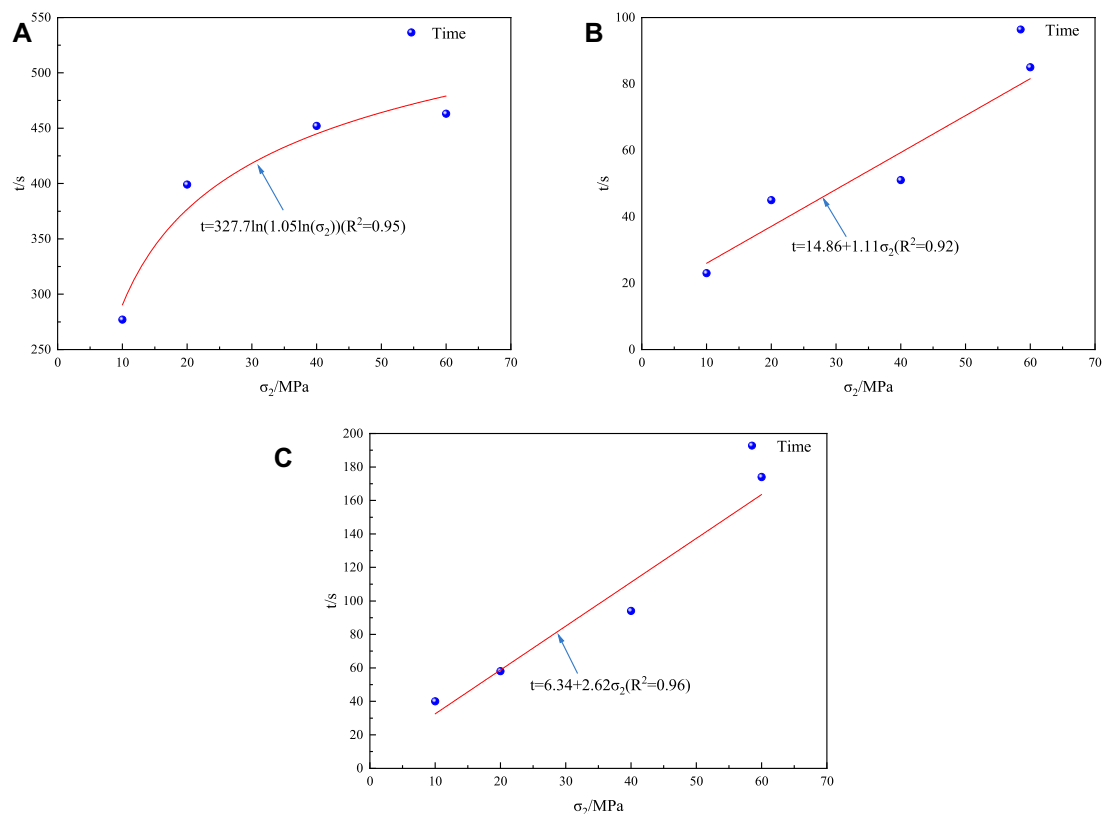 A
550
500
450
400
350
300
250
t/s
Time
t=327.7ln(1.05ln(σ₂))(R²=0.95)
0 10 20 30 40 50 60 70
σ₂/MPa
B
100
80
60
40
20
0
t/s
Time
t=14.86+1.11σ₂(R²=0.92)
0 10 20 30 40 50 60 70
σ₂/MPa
C
200
180
160
140
120
100
80
60
40
20
0
t/s
Time
t=6.34+2.62σ₂(R²=0.96)
0 10 20 30 40 50 60 70
σ₂/MPa